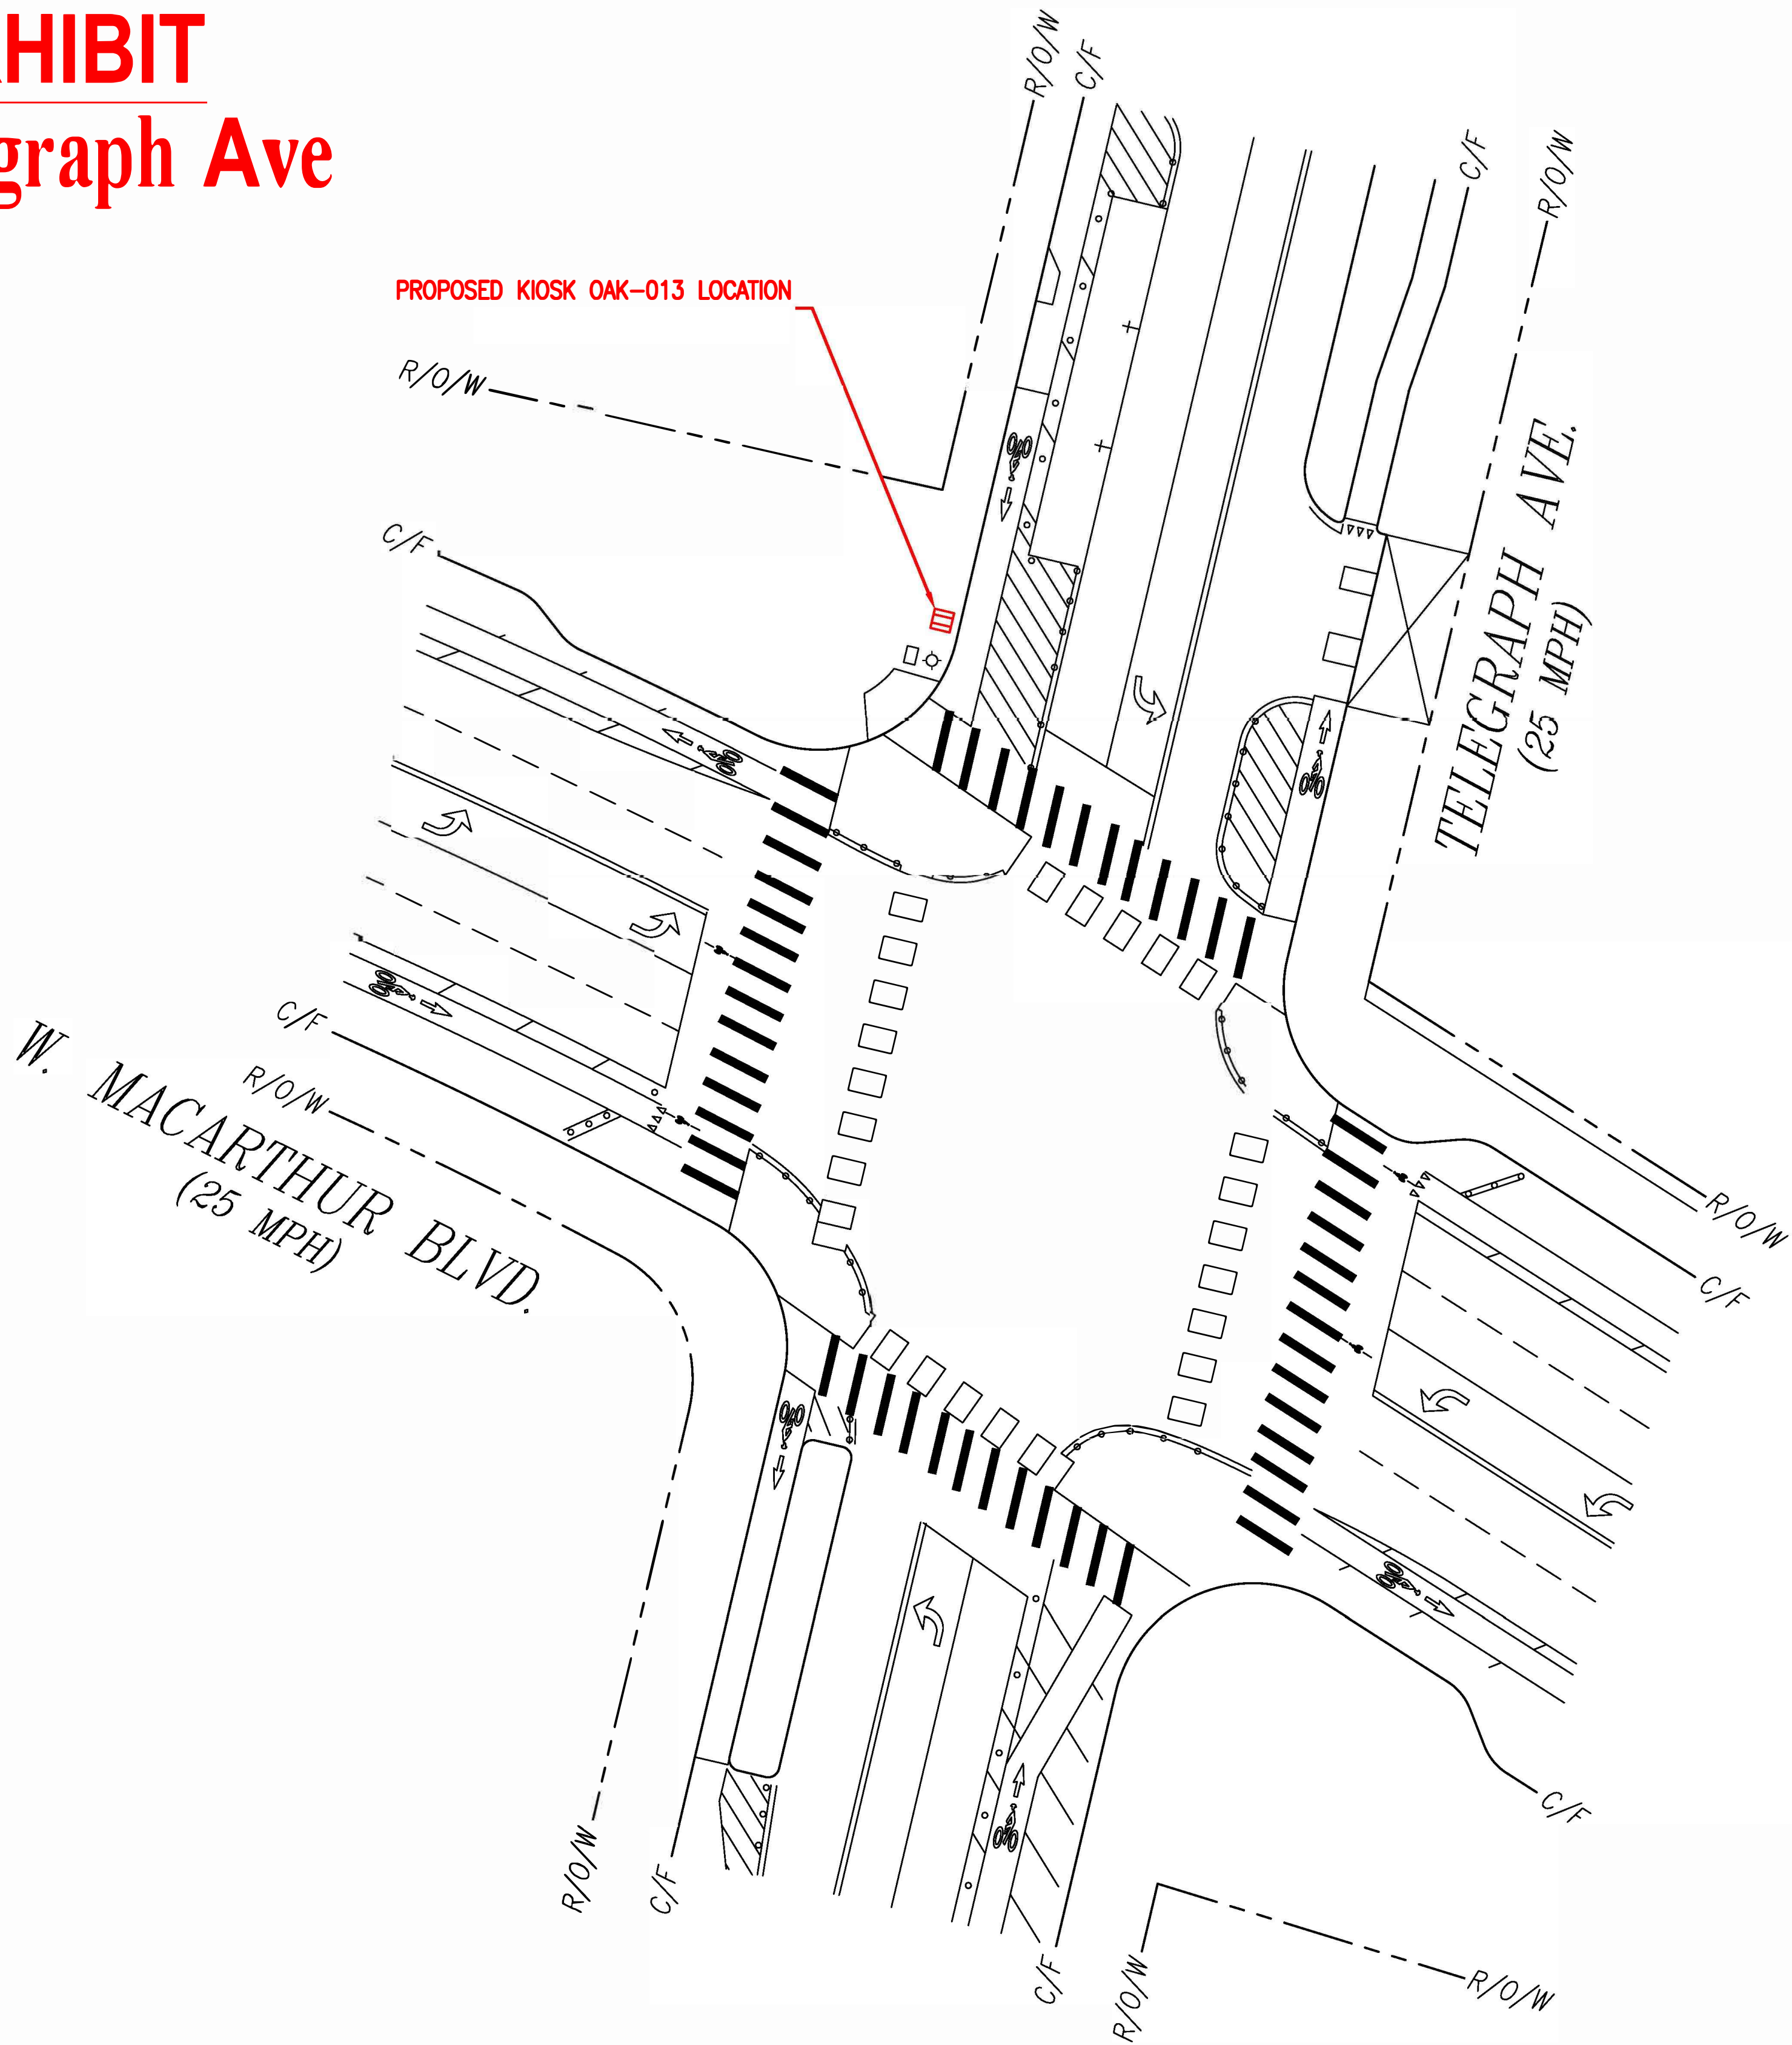 HIBIT
graph Ave
R/O/W
C/F
C/F
R/O/W
PROPOSED KIOSK OAK-013 LOCATION
R/O/W
C/F
TELEGRAPH AVE.
(25 MPH)
C/F
R/O/W
W. MACARTHUR BLVD.
(25 MPH)
R/O/W
C/F
C/F
R/O/W
C/F
C/F
R/O/W
R/O/W